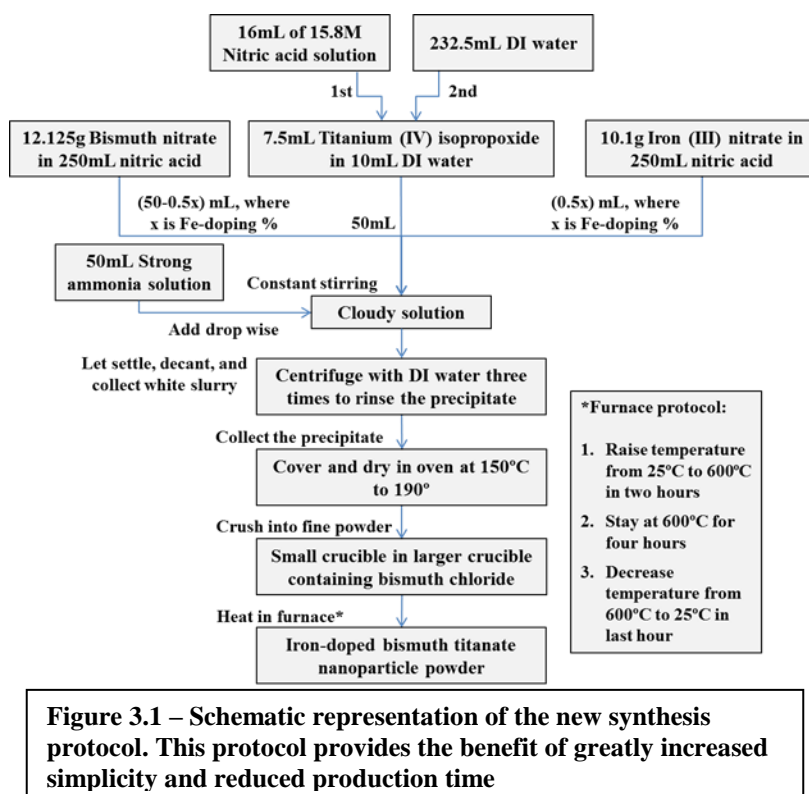 16mL of 15.8M
Nitric acid solution
232.5mL DI water
1st
2nd
12.125g Bismuth nitrate
in 250mL nitric acid
7.5mL Titanium (IV) isopropoxide
in 10mL DI water
10.1g Iron (III) nitrate in
250mL nitric acid
(50-0.5x) mL, where
x is Fe-doping %
50mL
(0.5x) mL, where
x is Fe-doping %
50mL Strong
ammonia solution
Constant stirring
Cloudy solution
Add drop wise
Let settle, decant, and
collect white slurry
Centrifuge with DI water three
times to rinse the precipitate
Collect the precipitate
Cover and dry in oven at 150ºC
to 190º
Crush into fine powder
Small crucible in larger crucible
containing bismuth chloride
Heat in furnace*
Iron-doped bismuth titanate
nanoparticle powder
*Furnace protocol:
1. Raise temperature
from 25ºC to 600ºC
in two hours
2. Stay at 600ºC for
four hours
3. Decrease
temperature from
600ºC to 25ºC in
last hour
Figure 3.1 – Schematic representation of the new synthesis
protocol. This protocol provides the benefit of greatly increased
simplicity and reduced production time